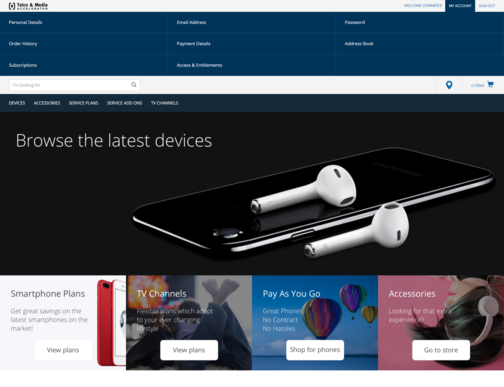 Telco & Media
ACCELERATOR
WELCOME COMMERCE
MY ACCOUNT
SIGN OUT
Personal Details
Email Address
Password
Order History
Payment Details
Address Book
Subscriptions
Access & Entitlements
I'm looking for
0 ITEMS
DEVICES
ACCESSORIES
SERVICE PLANS
SERVICE ADD ONS
TV CHANNELS
Browse the latest devices
Smartphone Plans
Get great savings on the
latest smartphones on the
market!
View plans
TV Channels
Flexible plans which adapt
to your ever changing
lifestyle
View plans
Pay As You Go
Great Phones
No Contract
No Hassles
Shop for phones
Accessories
Looking for that extra
experience?
Go to store